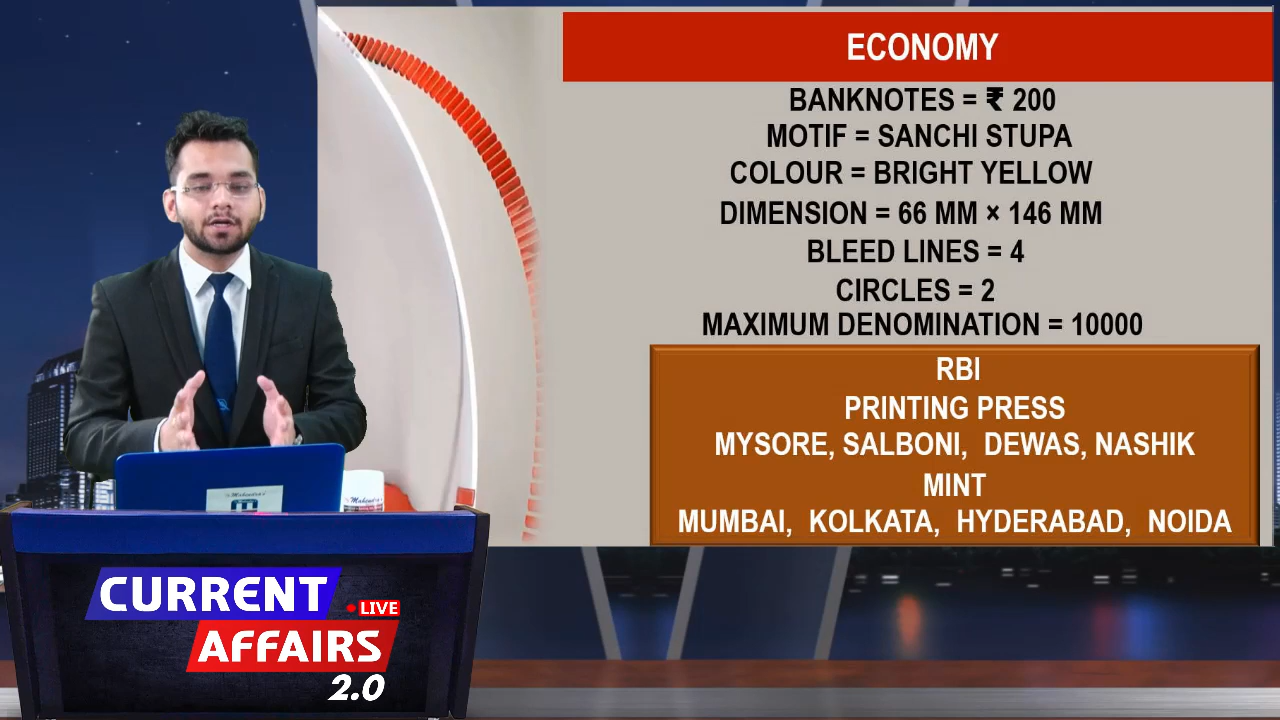 ECONOMY
BANKNOTES = ₹ 200
MOTIF = SANCHI STUPA
COLOUR = BRIGHT YELLOW
DIMENSION = 66 MM × 146 MM
BLEED LINES = 4
CIRCLES = 2
MAXIMUM DENOMINATION = 10000
RBI
PRINTING PRESS
MYSORE, SALBONI, DEWAS, NASHIK
MINT
MUMBAI, KOLKATA, HYDERABAD, NOIDA
Mahendra's
Mahendra's
CURRENT
LIVE
AFFAIRS
2.0